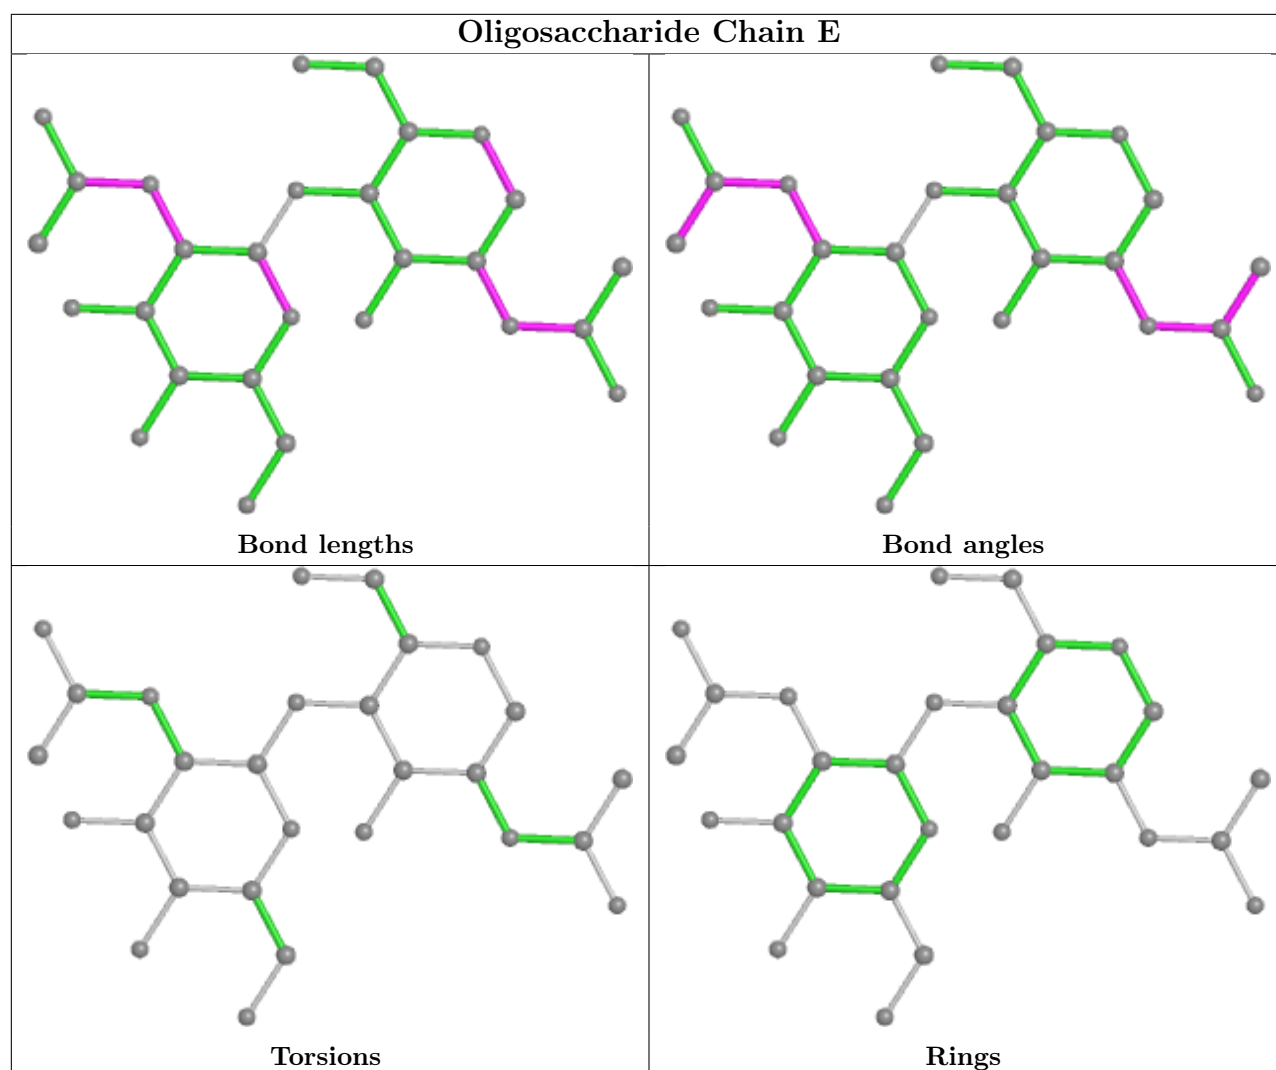 Oligosaccharide Chain E
Bond lengths
Bond angles
Torsions
Rings